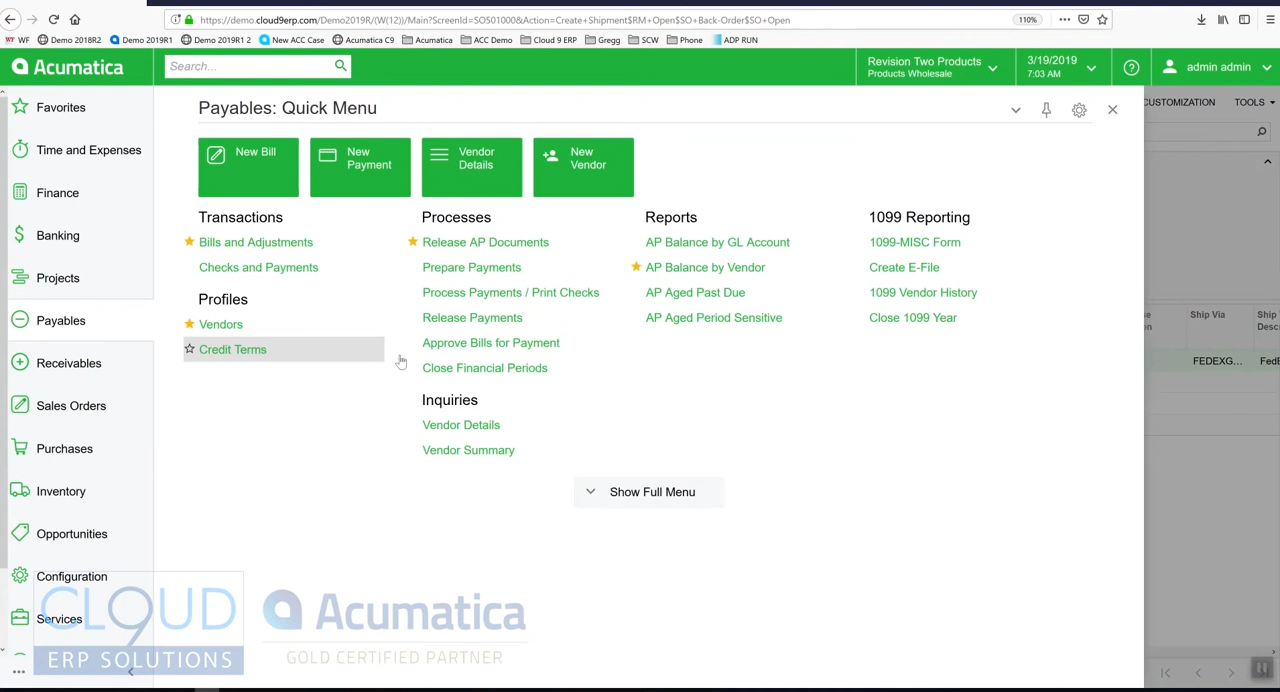 https://demo.cloud9erp.com/Demo2019R/(W(12))/Main?ScreenId=SO501000&Action=Create+Shipment$RM+Open$SO+Back-Order$SO+Open
110%
WF Demo 2018R2 Demo 2019R1 Demo 2019R1 2 New ACC Case Acumatica C9 Acumatica ACC Demo Cloud 9 ERP Gregg SCW Phone ADP RUN
Acumatica
Search...
Revision Two Products
Products Wholesale
3/19/2019
7:03 AM
admin admin
CUSTOMIZATION TOOLS
Favorites
Time and Expenses
Finance
Banking
Projects
Payables
Receivables
Sales Orders
Purchases
Inventory
Opportunities
Configuration
Services
Payables: Quick Menu
New Bill
New
Payment
Vendor
Details
New
Vendor
Transactions
Bills and Adjustments
Checks and Payments
Profiles
Vendors
Credit Terms
Processes
Release AP Documents
Prepare Payments
Process Payments / Print Checks
Release Payments
Approve Bills for Payment
Close Financial Periods
Inquiries
Vendor Details
Vendor Summary
Reports
AP Balance by GL Account
AP Balance by Vendor
AP Aged Past Due
AP Aged Period Sensitive
1099 Reporting
1099-MISC Form
Create E-File
1099 Vendor History
Close 1099 Year
Show Full Menu
Ship Via
Ship
Descr
FEDEXG...
FedE
CLOUD 9
ERP SOLUTIONS
Acumatica
GOLD CERTIFIED PARTNER